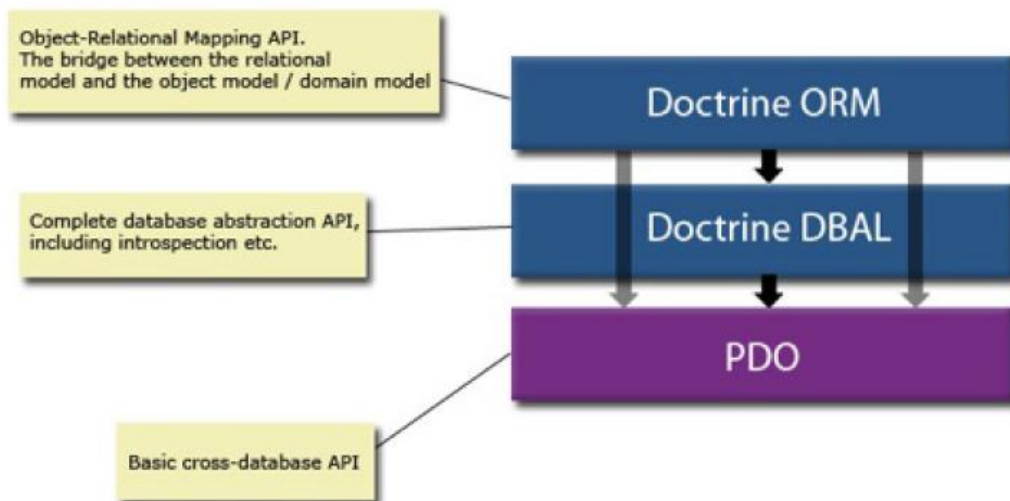 Object-Relational Mapping API.
The bridge between the relational
model and the object model / domain model
Doctrine ORM
Complete database abstraction API,
including introspection etc.
Doctrine DBAL
PDO
Basic cross-database API